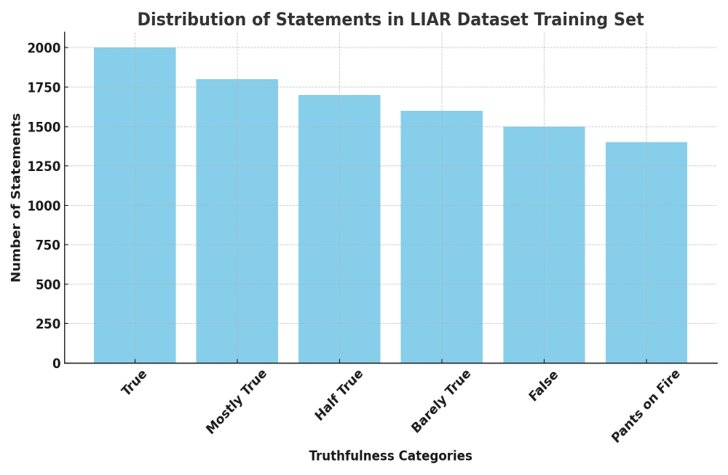 Distribution of Statements in LIAR Dataset Training Set
Number of Statements
2000
1750
1500
1250
1000
750
500
250
0
True
Mostly True
Half True
Barely True
False
Pants on Fire
Truthfulness Categories